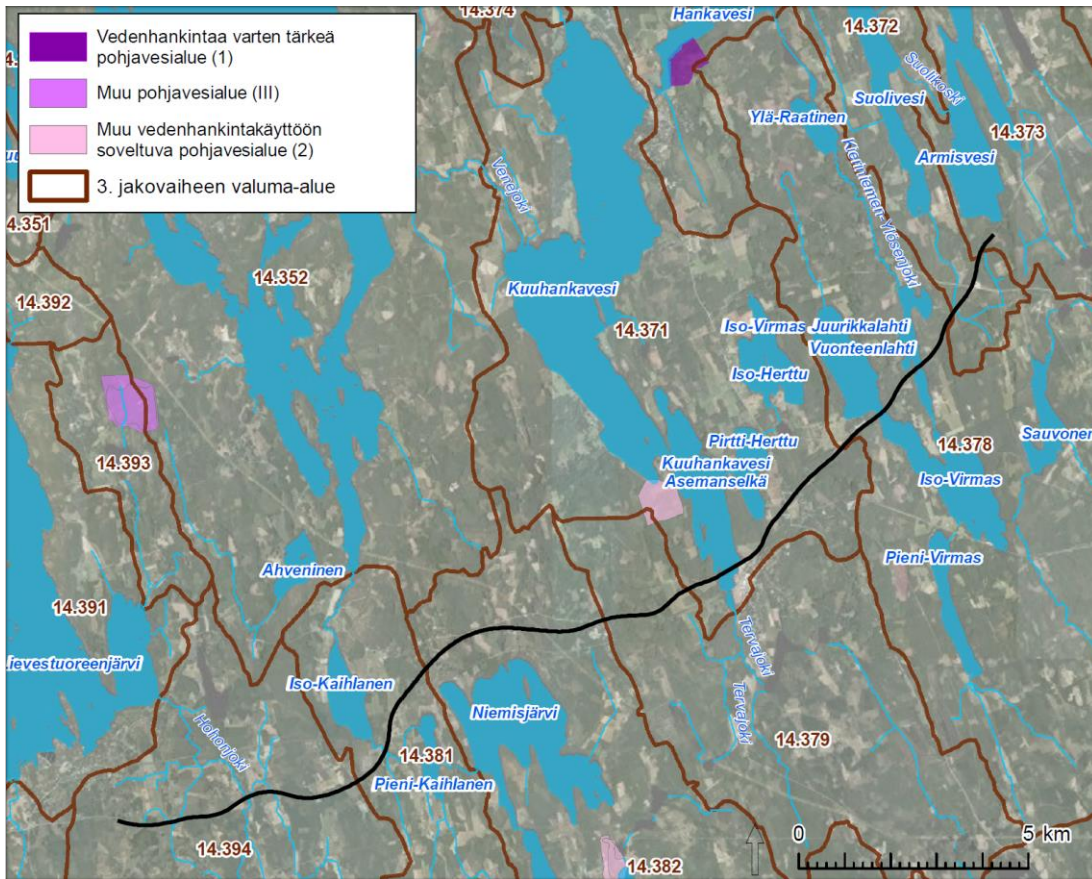 Vedenhankintaa varten tärkeä
pohjavesialue (1)
Muu pohjavesialue (III)
Muu vedenhankintakäyttöön
soveltuva pohjavesialue (2)
3. jakovaiheen valuma-alue
14.374
Hankavesi
14.372
Suolikoski
Suolivesi
14.373
Ylä-Raatinen
Armisvesi
Venejoki
Kierinniemen-Ylösenjoki
14.351
14.352
14.392
Kuuhankavesi
14.371
Iso-Virmas Juurikkalahti
Vuonteenlahti
Iso-Herttu
14.393
Pirtti-Herttu
14.378
Sauvonen
Kuuhankavesi
Asemanselkä
Iso-Virmas
Pieni-Virmas
Ahveninen
14.391
Lievestuoreenjärvi
Tervajoki
Iso-Kaihlanen
Niemisjärvi
Hohonjoki
Tervajoki
14.379
14.381
Pieni-Kaihlanen
14.394
14.382
0 5 km